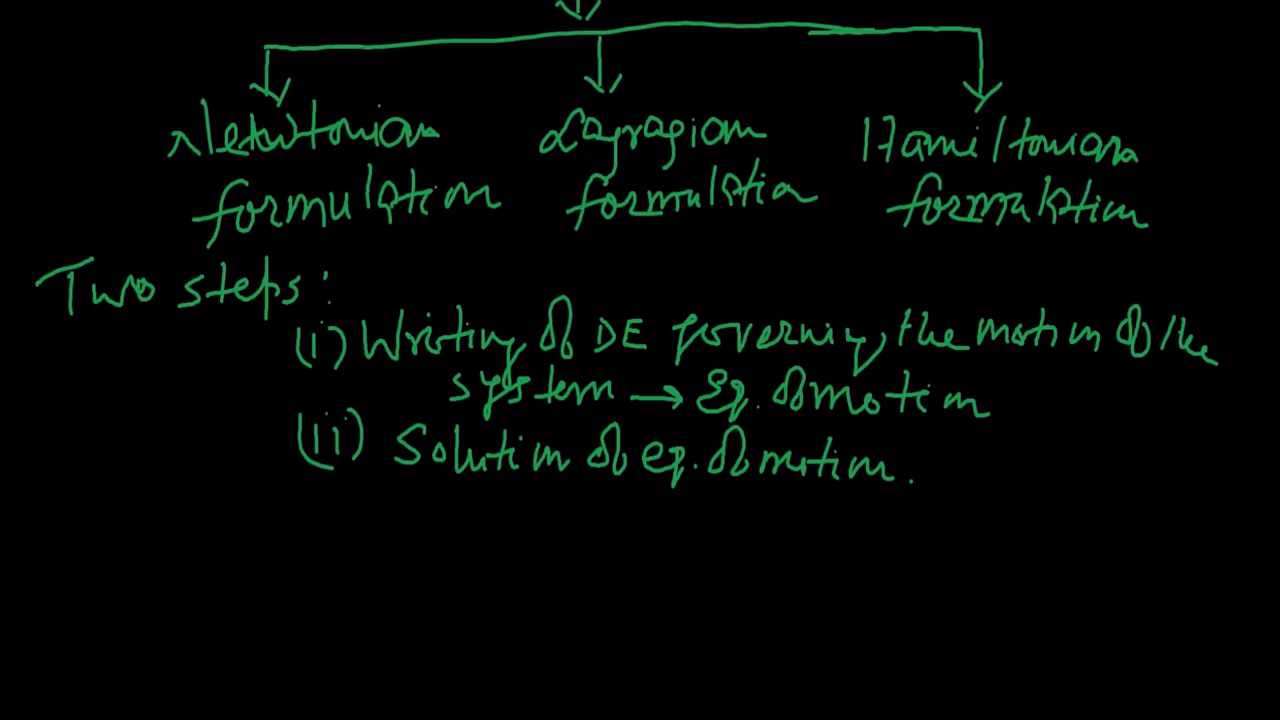 Newtonian Lagragian Hamiltonian
formulation formulation formulation
Two steps:
(i) Writing of DE governing the motion of the
system → Eq. of motion
(ii) Solution of eq. of motion.